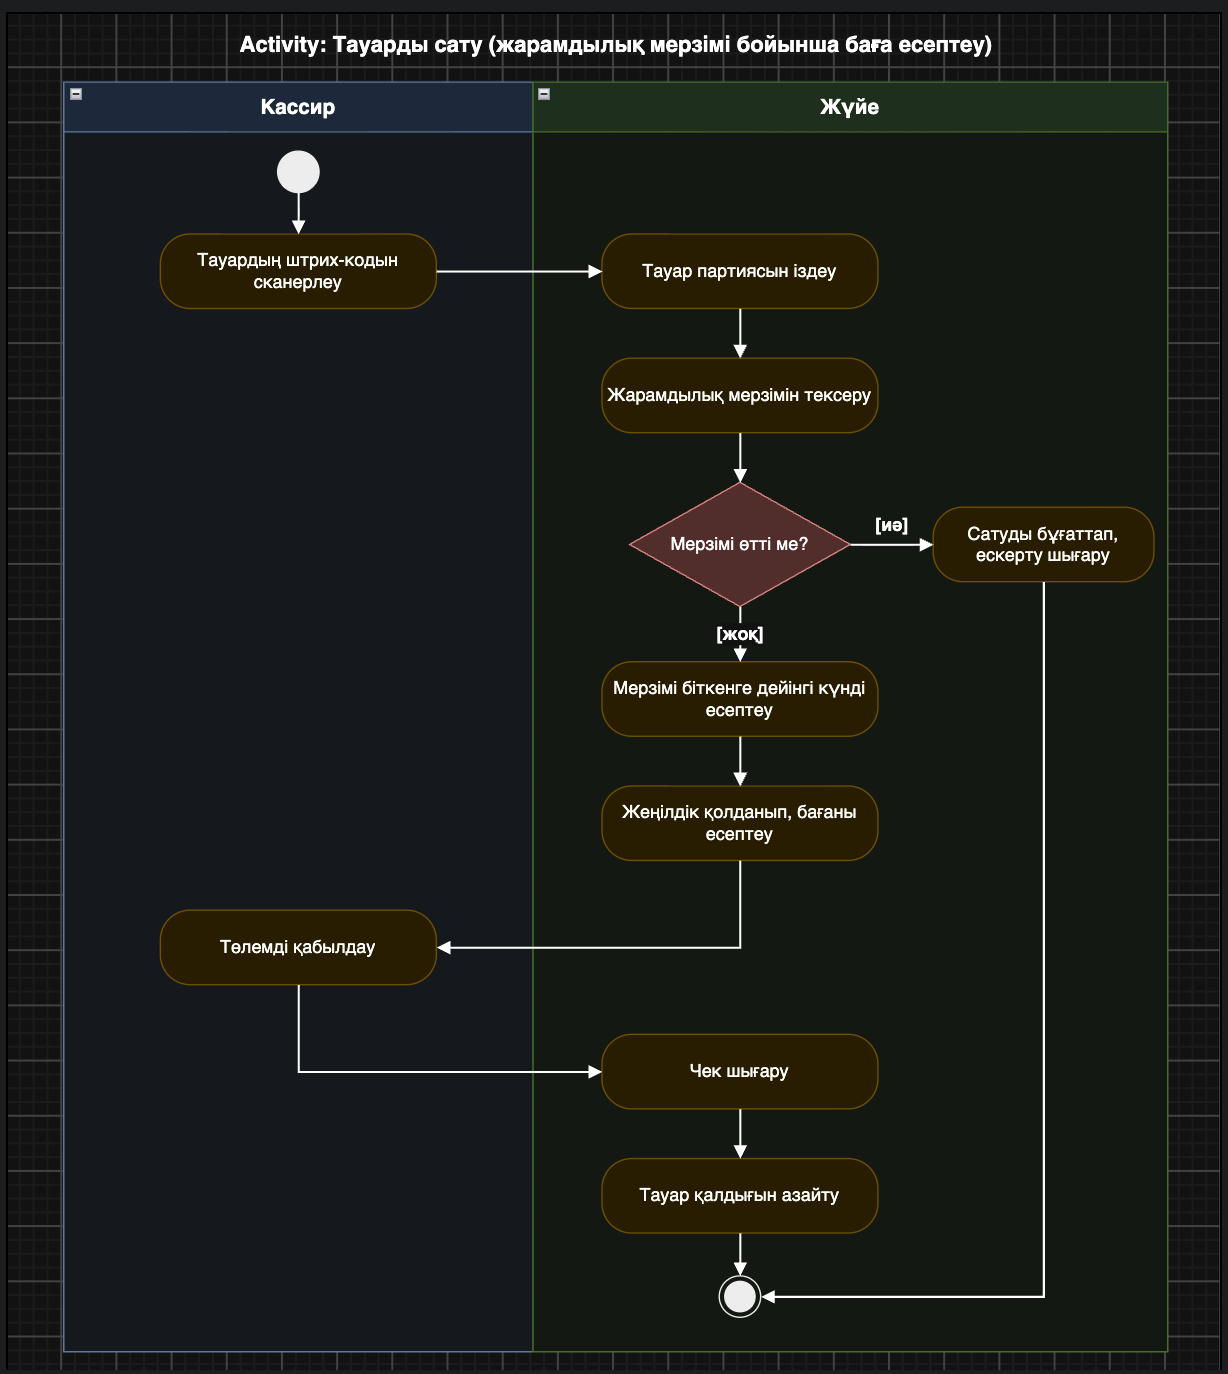 Activity: Тауарды сату (жарамдылық мерзімі бойынша баға есептеу)
Кассир
Жүйе
Тауардың штрих-кодын
сканерлеу
Тауар партиясын іздеу
Жарамдылық мерзімін тексеру
Мерзімі өтті ме?
[иә]
Сатуды бұғаттап,
ескерту шығару
[жоқ]
Мерзімі біткенге дейінгі күнді
есептеу
Жеңілдік қолданып, бағаны
есептеу
Төлемді қабылдау
Чек шығару
Тауар қалдығын азайту